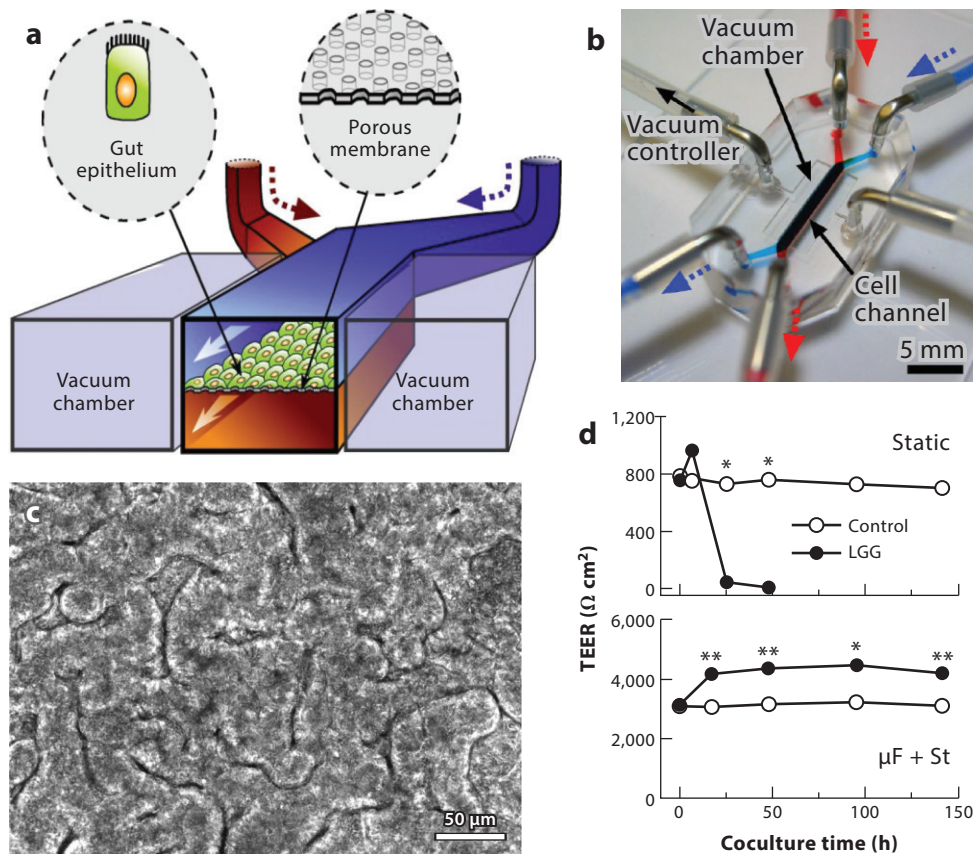 a
Gut
epithelium
Porous
membrane
Vacuum
chamber
Vacuum
chamber
b
Vacuum
chamber
Vacuum
controller
Cell
channel
5 mm
c
50 µm
d
1,200
800
400
0
Static
* *
Control
LGG
TEER (Ω cm²)
6,000
4,000
2,000
0
** ** * **
µF + St
0 50 100 150
Coculture time (h)